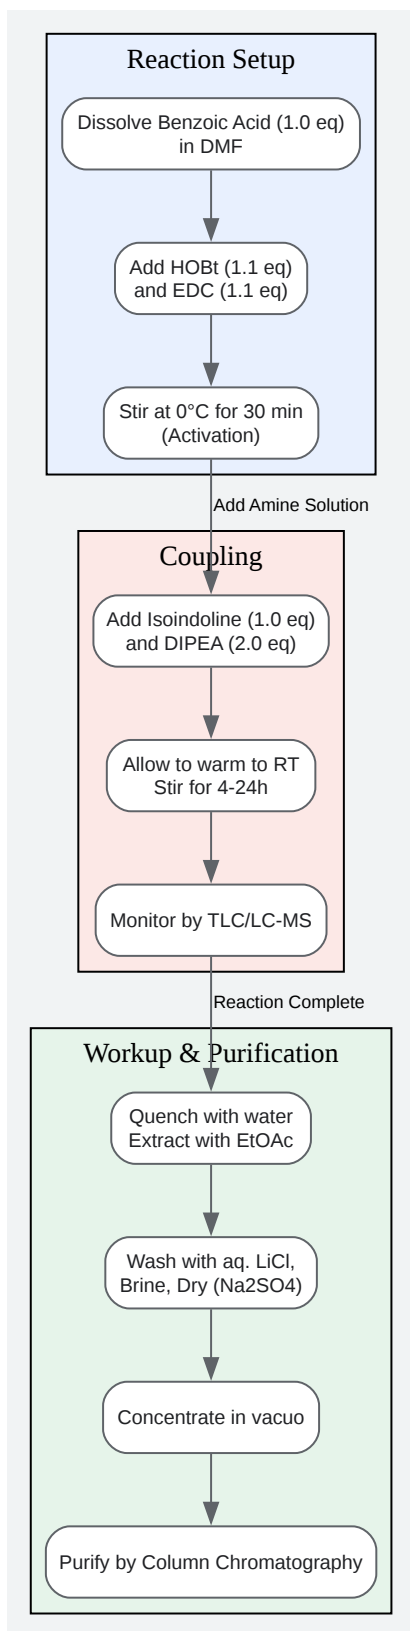 Reaction Setup
Dissolve Benzoic Acid (1.0 eq)
in DMF
Add HOBt (1.1 eq)
and EDC (1.1 eq)
Stir at 0°C for 30 min
(Activation)
Add Amine Solution
Coupling
Add Isoindoline (1.0 eq)
and DIPEA (2.0 eq)
Allow to warm to RT
Stir for 4-24h
Monitor by TLC/LC-MS
Reaction Complete
Workup & Purification
Quench with water
Extract with EtOAc
Wash with aq. LiCl,
Brine, Dry (Na2SO4)
Concentrate in vacuo
Purify by Column Chromatography